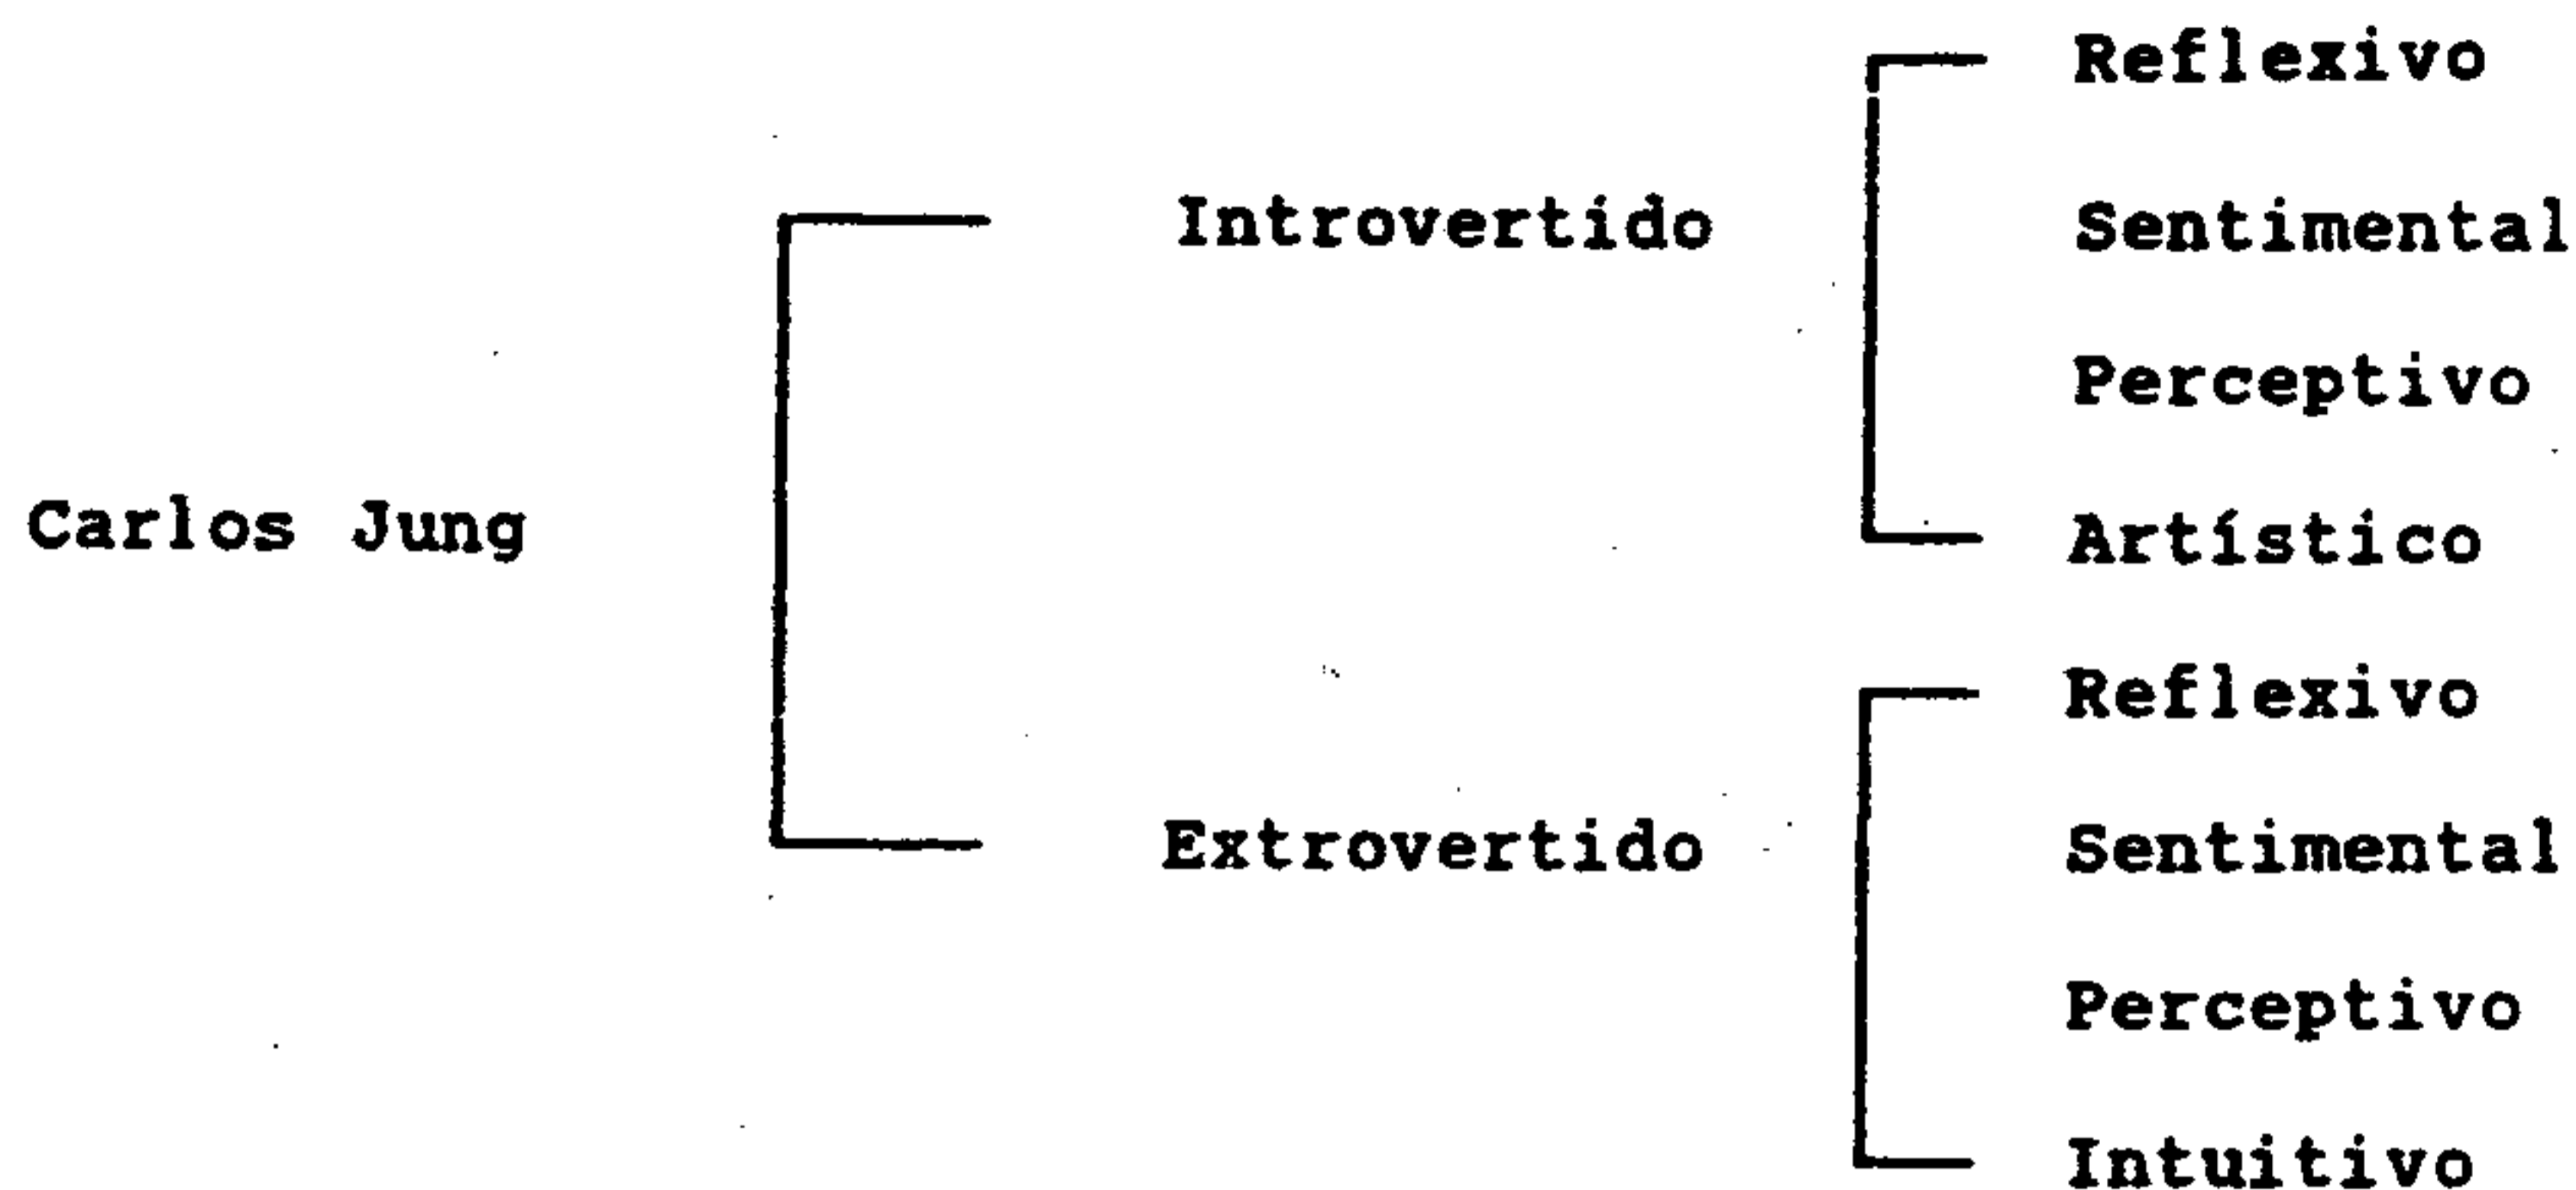 Reflexivo
Introvertido Sentimental
Perceptivo
Carlos Jung Artístico
Reflexivo
Extrovertido Sentimental
Perceptivo
Intuitivo